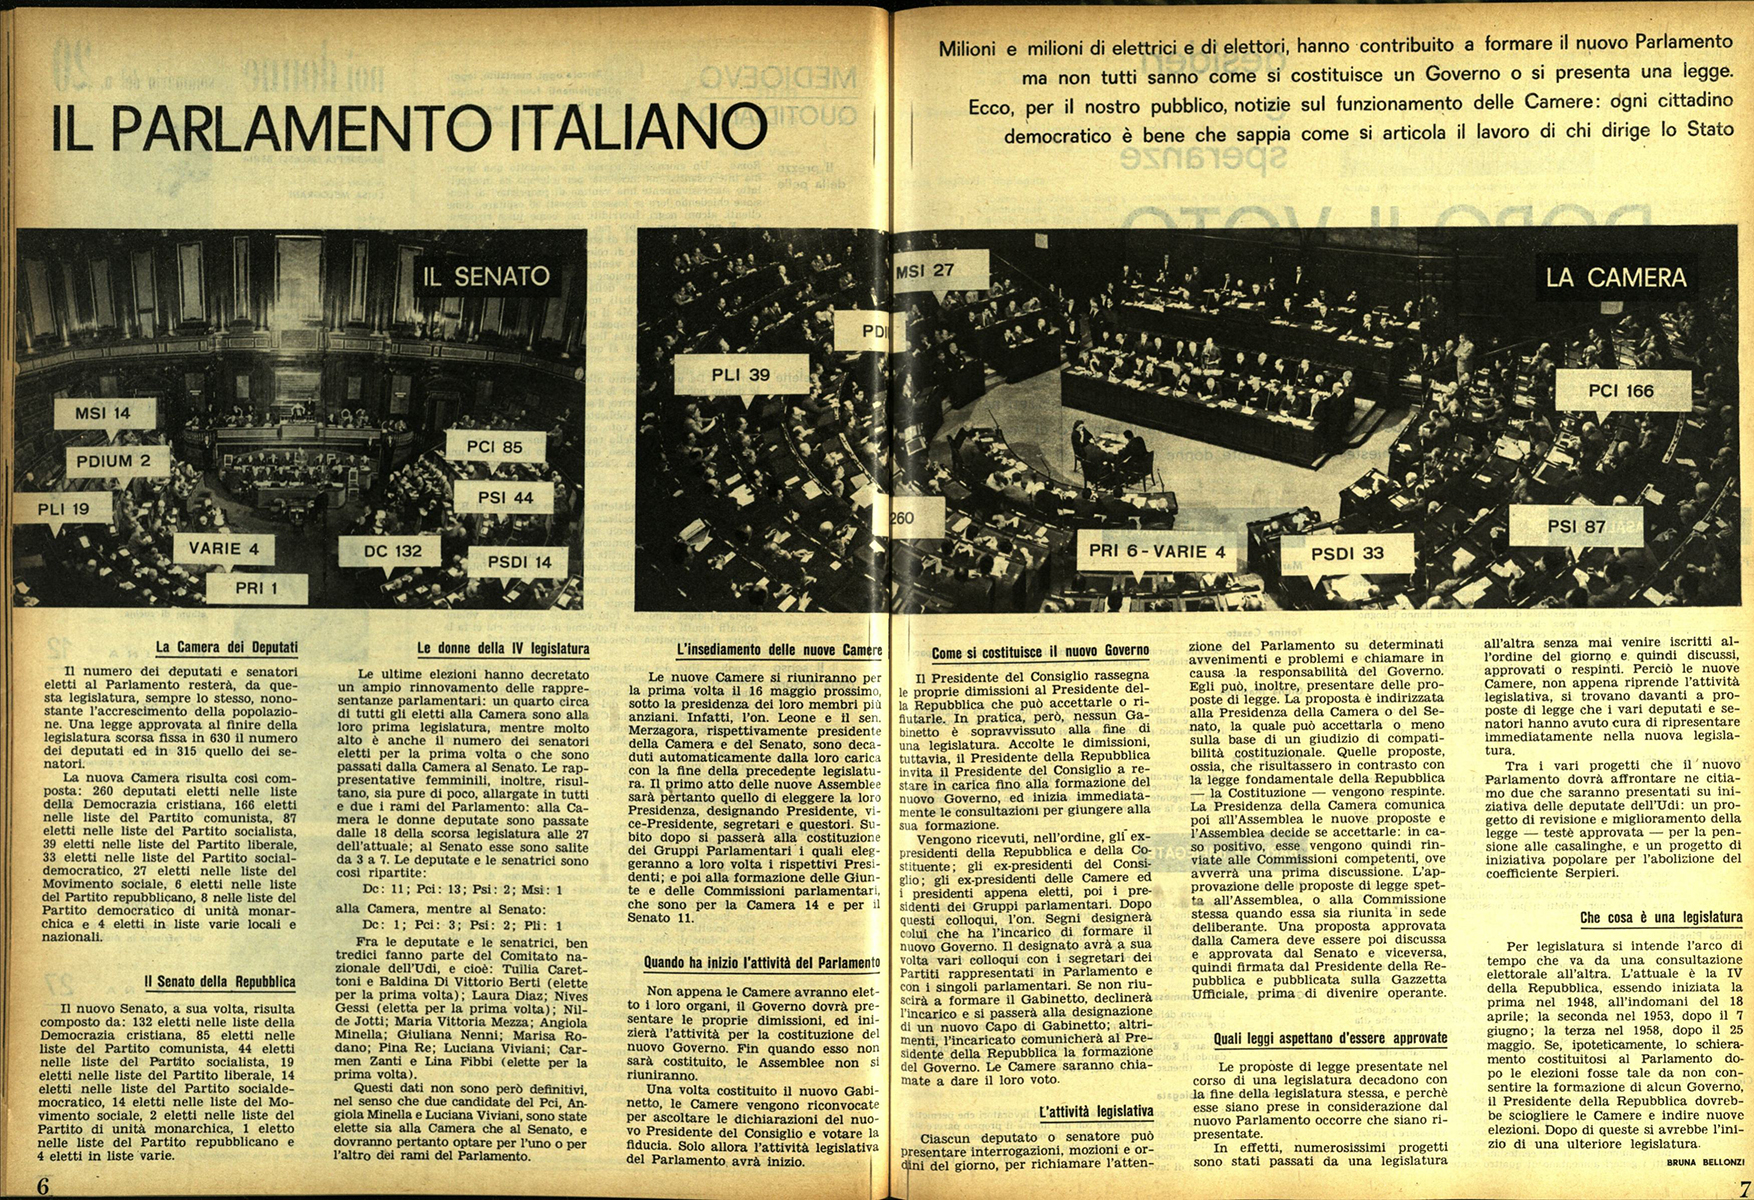 IL PARLAMENTO ITALIANO
Milioni e milioni di elettrici e di elettori, hanno contribuito a formare il nuovo Parlamento
ma non tutti sanno come si costituisce un Governo o si presenta una legge.
Ecco, per il nostro pubblico, notizie sul funzionamento delle Camere: ogni cittadino
democratico è bene che sappia come si articola il lavoro di chi dirige lo Stato
IL SENATO
MSI 14
PDIUM 2
PLI 19
VARIE 4
PRI 1
DC 132
PCI 85
PSI 44
PSDI 14
LA CAMERA
MSI 27
PDI
PLI 39
260
PRI 6 - VARIE 4
PSDI 33
PSI 87
PCI 166
La Camera dei Deputati
Il numero dei deputati e senatori
eletti al Parlamento resterà, da que-
sta legislatura, sempre lo stesso, nono-
stante l'accrescimento della popolazio-
ne. Una legge approvata al finire della
legislatura scorsa fissa in 630 il numero
dei deputati ed in 315 quello dei se-
natori.
La nuova Camera risulta così com-
posta: 260 deputati eletti nelle liste
della Democrazia cristiana, 166 eletti
nelle liste del Partito comunista, 87
eletti nelle liste del Partito socialista,
39 eletti nelle liste del Partito liberale,
33 eletti nelle liste del Partito social-
democratico, 27 eletti nelle liste del
Movimento sociale, 6 eletti nelle liste
del Partito repubblicano, 8 nelle liste del
Partito democratico di unità monar-
chica e 4 eletti in liste varie locali e
nazionali.
Il Senato della Repubblica
Il nuovo Senato, a sua volta, risulta
composto da: 132 eletti nelle liste della
Democrazia cristiana, 85 eletti nelle
liste del Partito comunista, 44 eletti
nelle liste del Partito socialista, 19
eletti nelle liste del Partito liberale, 14
eletti nelle liste del Partito socialde-
mocratico, 14 eletti nelle liste del Mo-
vimento sociale, 2 eletti nelle liste del
Partito di unità monarchica, 1 eletto
nelle liste del Partito repubblicano e
4 eletti in liste varie.
Le donne della IV legislatura
Le ultime elezioni hanno decretato
un ampio rinnovamento delle rappre-
sentanze parlamentari: un quarto circa
di tutti gli eletti alla Camera sono alla
loro prima legislatura, mentre molto
alto è anche il numero dei senatori
eletti per la prima volta o che sono
passati dalla Camera al Senato. Le rap-
presentative femminili, inoltre, risul-
tano, sia pure di poco, allargate in tutti
e due i rami del Parlamento: alla Ca-
mera le donne deputate sono passate
dalle 18 della scorsa legislatura alle 27
dell'attuale; al Senato esse sono salite
da 3 a 7. Le deputate e le senatrici sono
così ripartite:
Dc: 11; Pci: 13; Psi: 2; Msi: 1
alla Camera, mentre al Senato:
Dc: 1; Pci: 3; Psi: 2; Pli: 1
Fra le deputate e le senatrici, ben
tredici fanno parte del Comitato na-
zionale dell'Udi, e cioè: Tullia Caret-
toni e Baldina Di Vittorio Berti (elette
per la prima volta); Laura Diaz; Nives
Gessi (eletta per la prima volta); Nil-
de Jotti; Maria Vittoria Mezza; Angiola
Minella; Giuliana Nenni; Marisa Ro-
dano; Pina Re; Luciana Viviani; Car-
men Zanti e Lina Fibbi (elette per la
prima volta).
Questi dati non sono però definitivi,
nel senso che due candidate del Pci, An-
giola Minella e Luciana Viviani, sono state
elette sia alla Camera che al Senato, e
dovranno pertanto optare per l'uno o per
l'altro dei rami del Parlamento.
L'insediamento delle nuove Camere
Le nuove Camere si riuniranno per
la prima volta il 16 maggio prossimo,
sotto la presidenza dei loro membri più
anziani. Infatti, l'on. Leone e il sen.
Merzagora, rispettivamente presidente
della Camera e del Senato, sono deca-
duti automaticamente dalla loro carica
con la fine della precedente legislatu-
ra. Il primo atto delle nuove Assemblee
sarà pertanto quello di eleggere la loro
Presidenza, designando Presidente, vi-
ce-Presidente, segretari e questori. Su-
bito dopo si passerà alla costituzione
dei Gruppi Parlamentari i quali eleg-
geranno a loro volta i rispettivi Presi-
denti; e poi alla formazione delle Giun-
te e delle Commissioni parlamentari,
che sono per la Camera 14 e per il
Senato 11.
Quando ha inizio l'attività del Parlamento
Non appena le Camere avranno elet-
to i loro organi, il Governo dovrà pre-
sentare le proprie dimissioni, ed ini-
zierà l'attività per la costituzione del
nuovo Governo. Fin quando esso non
sarà costituito, le Assemblee non si
riuniranno.
Una volta costituito il nuovo Gabi-
netto, le Camere vengono riconvocate
per ascoltare le dichiarazioni del nuo-
vo Presidente del Consiglio e votare la
fiducia. Solo allora l'attività legislativa
del Parlamento avrà inizio.
Come si costituisce il nuovo Governo
Il Presidente del Consiglio rassegna
le proprie dimissioni al Presidente del-
la Repubblica che può accettarle o ri-
fiutarle. In pratica, però, nessun Ga-
binetto è sopravvissuto alla fine di
una legislatura. Accolte le dimissioni,
tuttavia, il Presidente della Repubblica
invita il Presidente del Consiglio a re-
stare in carica fino alla formazione del
nuovo Governo, ed inizia immediata-
mente le consultazioni per giungere alla
sua formazione.
Vengono ricevuti, nell'ordine, gli ex-
presidenti della Repubblica e della Co-
stituente; gli ex-presidenti del Consi-
glio; gli ex-presidenti delle Camere ed
i presidenti appena eletti, poi i pre-
sidenti dei Gruppi parlamentari. Dopo
questi colloqui, l'on. Segni designerà
colui che ha l'incarico di formare il
nuovo Governo. Il designato avrà a sua
volta vari colloqui con i segretari dei
Partiti rappresentati in Parlamento e
con i singoli parlamentari. Se non riu-
scirà a formare il Gabinetto, declinerà
l'incarico e si passerà alla designazione
di un nuovo Capo di Gabinetto; altri-
menti, l'incaricato comunicherà al Pre-
sidente della Repubblica la formazione
del Governo. Le Camere saranno chia-
mate a dare il loro voto.
L'attività legislativa
Ciascun deputato o senatore può
presentare interrogazioni, mozioni e or-
dini del giorno, per richiamare l'atten-
zione del Parlamento su determinati
avvenimenti e problemi e chiamare in
causa la responsabilità del Governo.
Egli può, inoltre, presentare delle pro-
poste di legge. La proposta è indirizzata
alla Presidenza della Camera o del Se-
nato, la quale può accettarla o meno
sulla base di un giudizio di compati-
bilità costituzionale. Quelle proposte,
ossia, che risultassero in contrasto con
la legge fondamentale della Repubblica
— la Costituzione — vengono respinte.
La Presidenza della Camera comunica
poi all'Assemblea le nuove proposte e
l'Assemblea decide se accettarle: in ca-
so positivo, esse vengono quindi rin-
viate alle Commissioni competenti, ove
avverrà una prima discussione. L'ap-
provazione delle proposte di legge spet-
ta all'Assemblea, o alla Commissione
stessa quando essa sia riunita in sede
deliberante. Una proposta approvata
dalla Camera deve essere poi discussa
e approvata dal Senato e viceversa,
quindi firmata dal Presidente della Re-
pubblica e pubblicata sulla Gazzetta
Ufficiale, prima di divenire operante.
Quali leggi aspettano d'essere approvate
Le proposte di legge presentate nel
corso di una legislatura decadono con
la fine della legislatura stessa, e perchè
esse siano prese in considerazione dal
nuovo Parlamento occorre che siano ri-
presentate.
In effetti, numerosissimi progetti
sono stati passati da una legislatura
all'altra senza mai venire iscritti al-
l'ordine del giorno e quindi discussi,
approvati o respinti. Perciò le nuove
Camere, non appena riprende l'attività
legislativa, si trovano davanti a pro-
poste di legge che i vari deputati e se-
natori hanno avuto cura di ripresentare
immediatamente nella nuova legisla-
tura.
Tra i vari progetti che il nuovo
Parlamento dovrà affrontare ne citia-
mo due che saranno presentati su ini-
ziativa delle deputate dell'Udi: un pro-
getto di revisione e miglioramento della
legge — testè approvata — per la pen-
sione alle casalinghe, e un progetto di
iniziativa popolare per l'abolizione del
coefficiente Serpieri.
Che cosa è una legislatura
Per legislatura si intende l'arco di
tempo che va da una consultazione
elettorale all'altra. L'attuale è la IV
della Repubblica, essendo iniziata la
prima nel 1948, all'indomani del 18
aprile; la seconda nel 1953, dopo il 7
giugno; la terza nel 1958, dopo il 25
maggio. Se, ipoteticamente, lo schiera-
mento costituitosi al Parlamento do-
po le elezioni fosse tale da non con-
sentire la formazione di alcun Governo,
il Presidente della Repubblica dovreb-
be sciogliere le Camere e indire nuove
elezioni. Dopo di queste si avrebbe l'ini-
zio di una ulteriore legislatura.
BRUNA BELLONZI
6
7